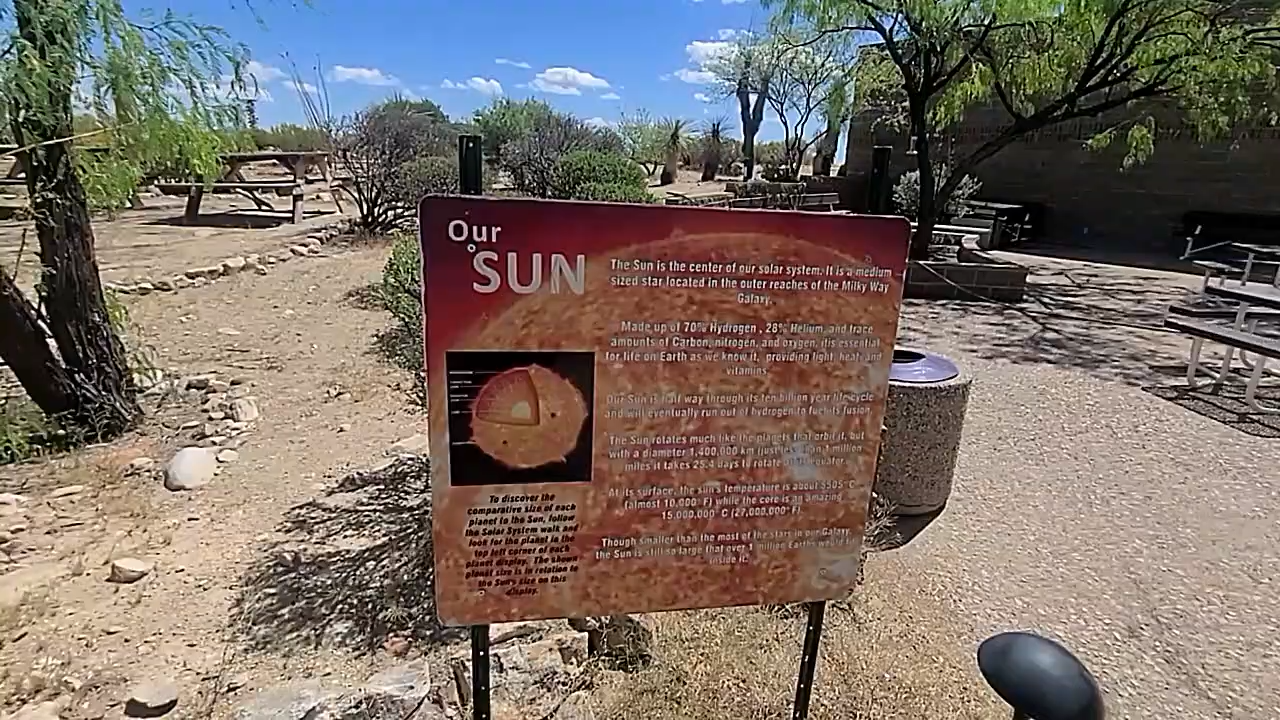 Our
SUN
The Sun is the center of our solar system. It is a medium
sized star located in the outer reaches of the Milky Way
Galaxy.
Made up of 70% Hydrogen , 28% Helium, and trace
amounts of Carbon, nitrogen, and oxygen, it is essential
for life on Earth as we know it, providing light, heat, and
vitamins.
Our Sun is half way through its ten billion year life cycle
and will eventually run out of hydrogen to fuel its fusion.
The Sun rotates much like the planets that orbit it, but
with a diameter 1,400,000 km (just less than 1 million
miles it takes 25.4 days to rotate at its equator.
At its surface, the sun's temperature is about 5505° C
(almost 10,000° F) while the core is an amazing
15,000,000° C (27,000,000° F).
Though smaller than the most of the stars in our Galaxy,
the Sun is still so large that over 1 million Earths would fit
inside it.
To discover the
comparative size of each
planet to the Sun, follow
the Solar System walk and
look for the planet in the
top left corner of each
planet display. The shown
planet size is in relation to
the Sun's size on this
display.